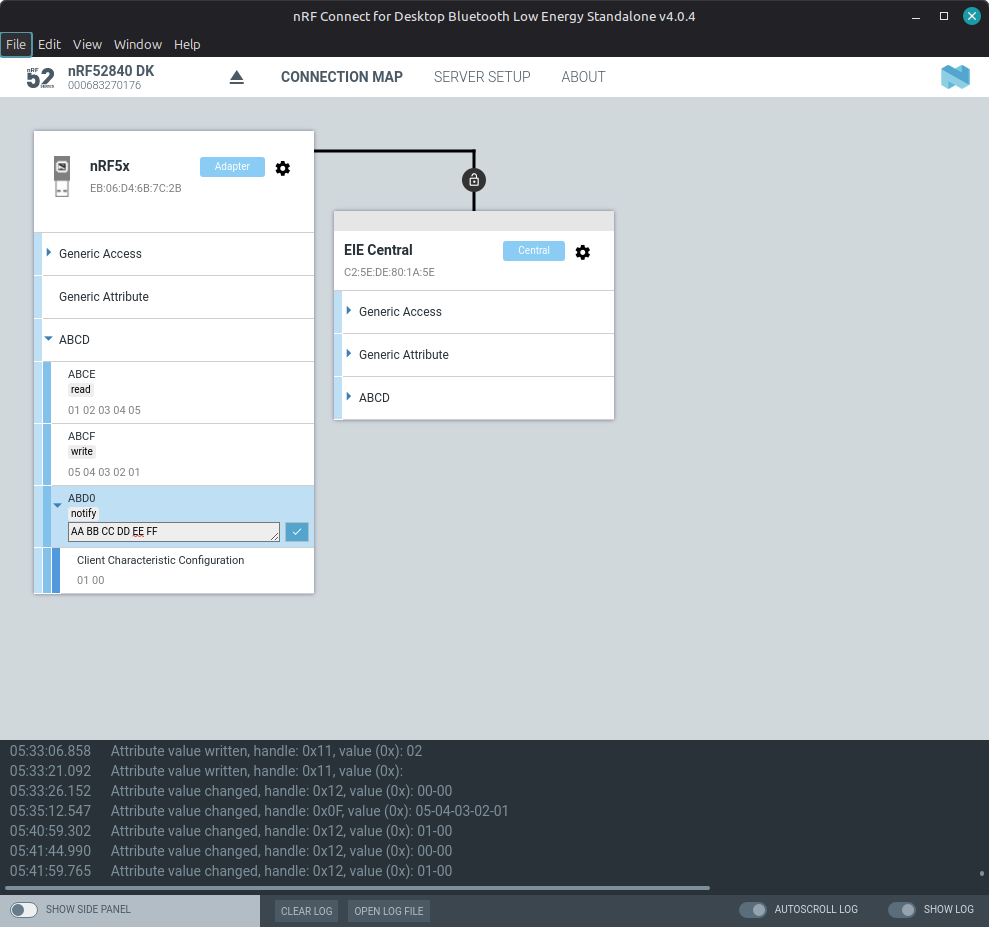 nRF Connect for Desktop Bluetooth Low Energy Standalone v4.0.4
File Edit View Window Help
nRF 52 SERIES
nRF52840 DK
000683270176
CONNECTION MAP
SERVER SETUP
ABOUT
nRF5x
Adapter
EB:06:D4:6B:7C:2B
Generic Access
Generic Attribute
ABCD
ABCE
read
01 02 03 04 05
ABCF
write
05 04 03 02 01
ABD0
notify
AA BB CC DD EE FF
Client Characteristic Configuration
01 00
EIE Central
Central
C2:5E:DE:80:1A:5E
Generic Access
Generic Attribute
ABCD
05:33:06.858 Attribute value written, handle: 0x11, value (0x): 02
05:33:21.092 Attribute value written, handle: 0x11, value (0x):
05:33:26.152 Attribute value changed, handle: 0x12, value (0x): 00-00
05:35:12.547 Attribute value changed, handle: 0x0F, value (0x): 05-04-03-02-01
05:40:59.302 Attribute value changed, handle: 0x12, value (0x): 01-00
05:41:44.990 Attribute value changed, handle: 0x12, value (0x): 00-00
05:41:59.765 Attribute value changed, handle: 0x12, value (0x): 01-00
SHOW SIDE PANEL
CLEAR LOG
OPEN LOG FILE
AUTOSCROLL LOG
SHOW LOG